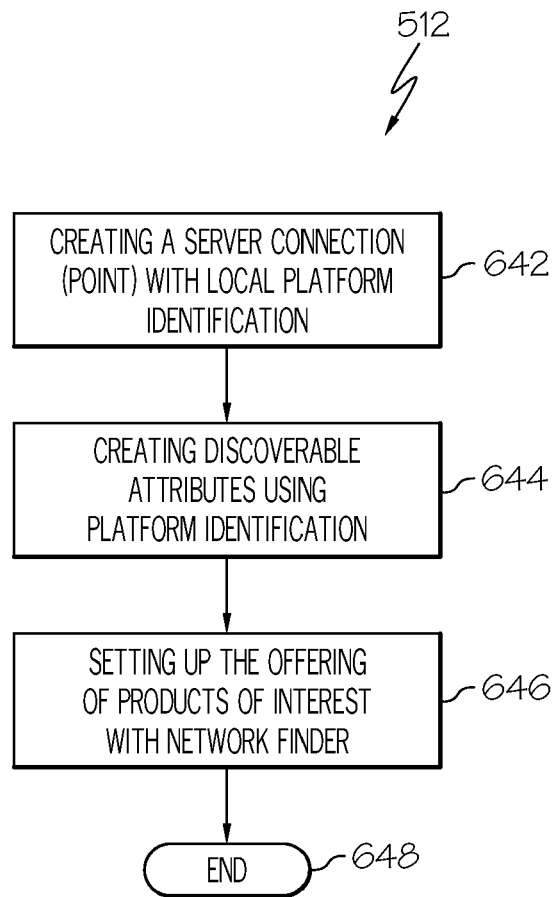 512
CREATING A SERVER CONNECTION
(POINT) WITH LOCAL PLATFORM
IDENTIFICATION
642
CREATING DISCOVERABLE
ATTRIBUTES USING
PLATFORM IDENTIFICATION
644
SETTING UP THE OFFERING
OF PRODUCTS OF INTEREST
WITH NETWORK FINDER
646
END
648